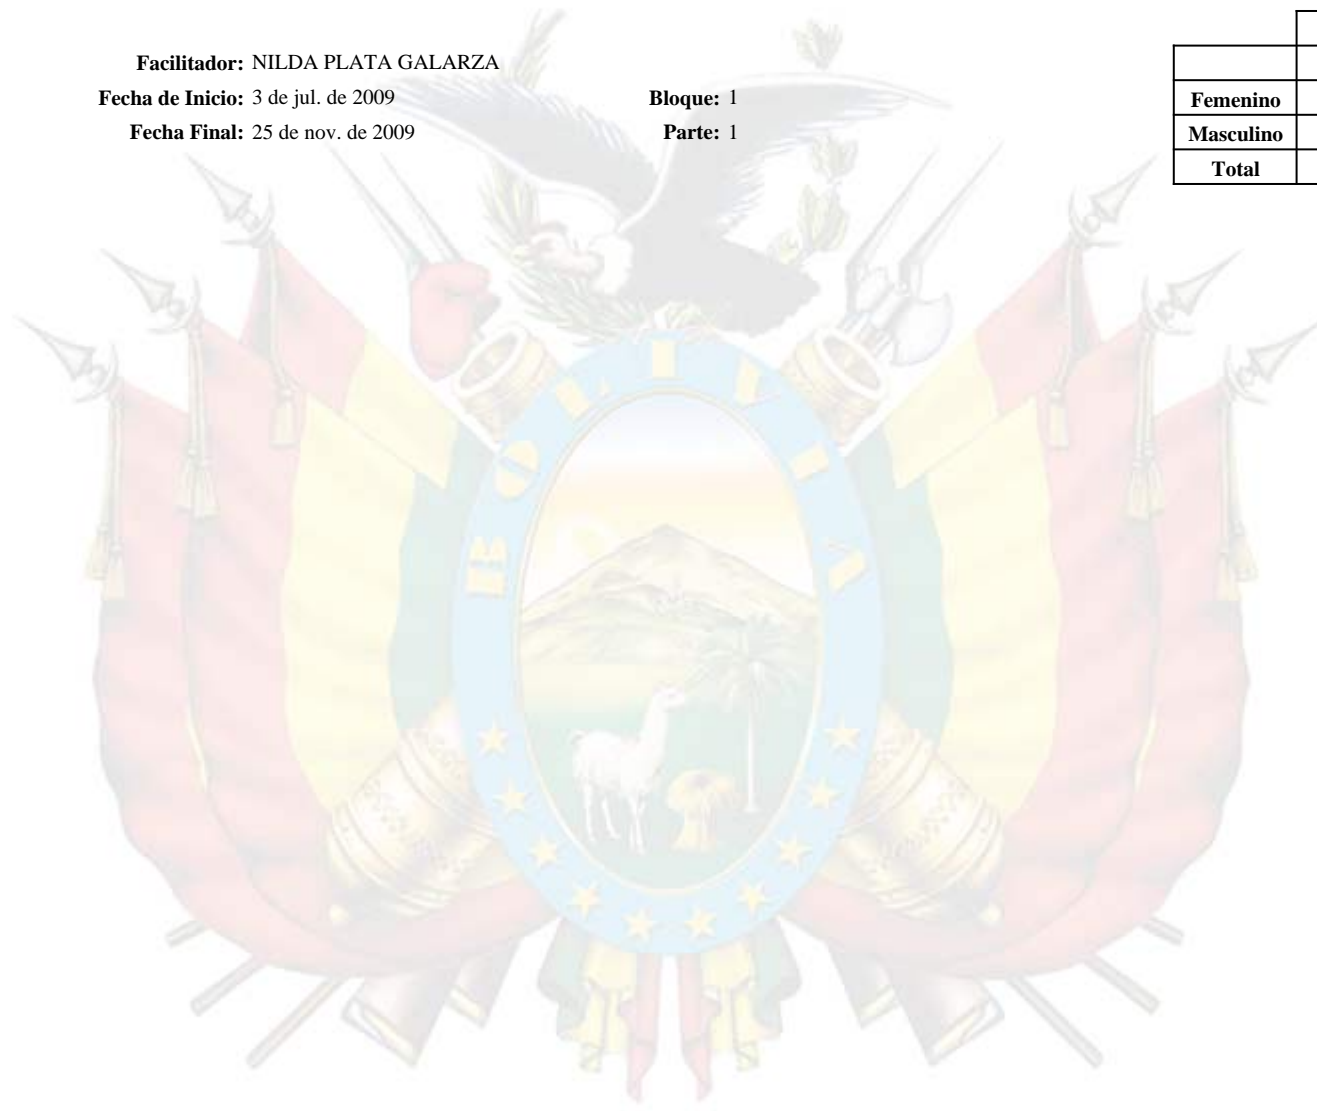 Facilitador: NILDA PLATA GALARZA
Fecha de Inicio: 3 de jul. de 2009 Bloque: 1
Fecha Final: 25 de nov. de 2009 Parte: 1
Femenino
Masculino
Total
BOLIVIA